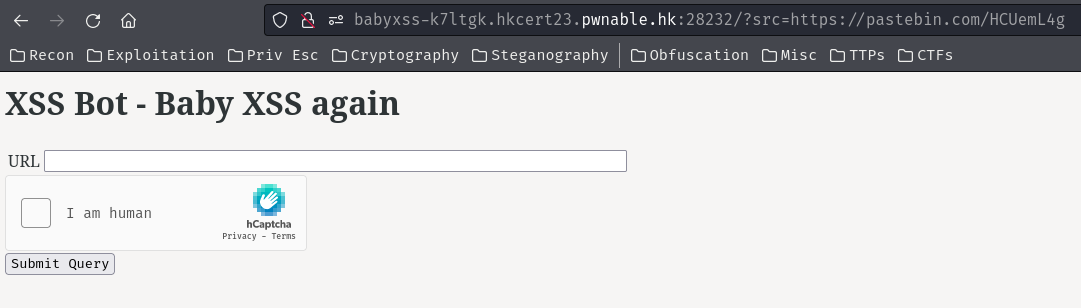 babyxss-k7ltgk.hkcert23.pwnable.hk:28232/?src=https://pastebin.com/HCUemL4g
Recon Exploitation Priv Esc Cryptography Steganography Obfuscation Misc TTPs CTFs
XSS Bot - Baby XSS again
URL
I am human
hCaptcha
Privacy - Terms
Submit Query